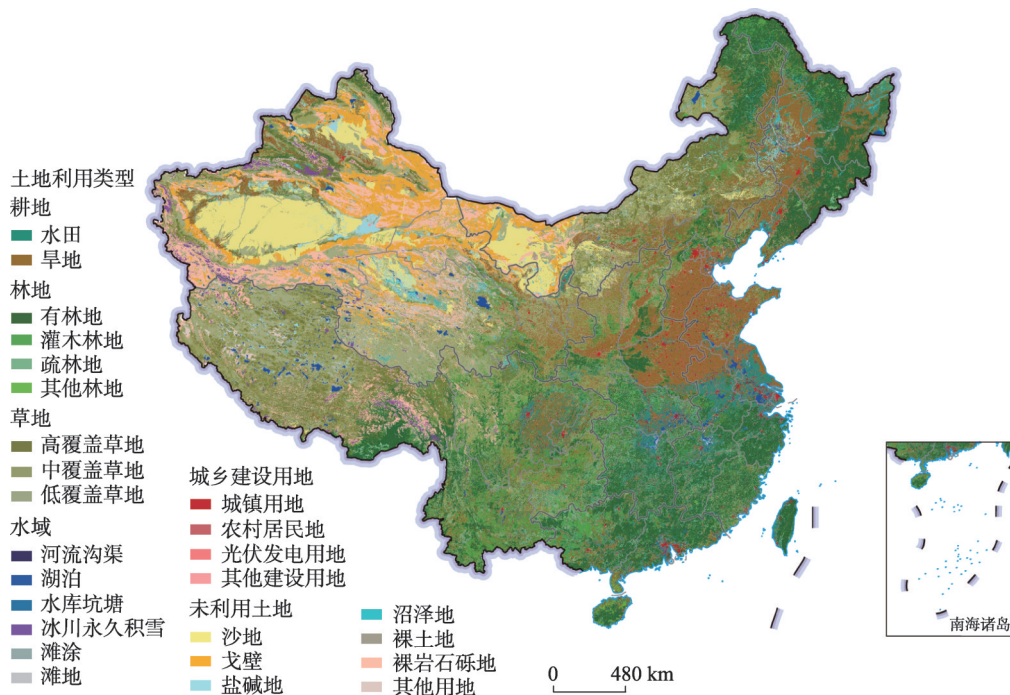 土地利用类型
耕地
水田
旱地
林地
有林地
灌木林地
疏林地
其他林地
草地
高覆盖草地
中覆盖草地
低覆盖草地
水域
河流沟渠
湖泊
水库坑塘
冰川永久积雪
滩涂
滩地
城乡建设用地
城镇用地
农村居民地
光伏发电用地
其他建设用地
未利用土地
沙地
戈壁
盐碱地
沼泽地
裸土地
裸岩石砾地
其他用地
0 480 km
南海诸岛